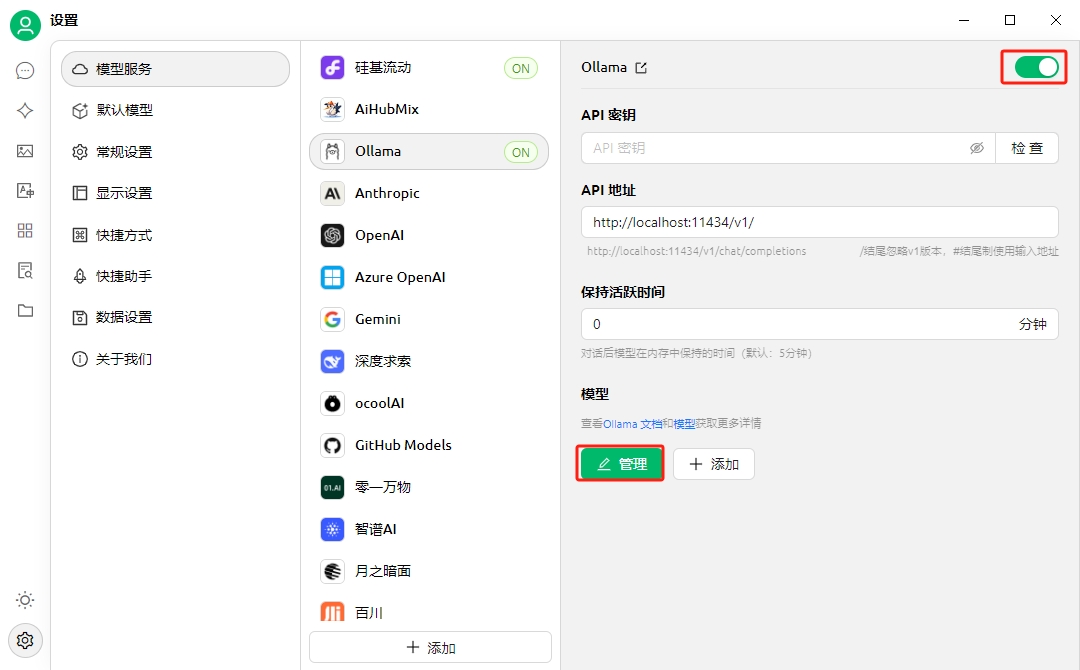 设置
模型服务
默认模型
常规设置
显示设置
快捷方式
快捷助手
数据设置
关于我们
硅基流动 ON
AiHubMix
Ollama ON
Anthropic
OpenAI
Azure OpenAI
Gemini
深度求索
ocoolAI
GitHub Models
01.AI 零一万物
智谱AI
月之暗面
百川
添加
Ollama
API 密钥
API 密钥 检 查
API 地址
http://localhost:11434/v1/
http://localhost:11434/v1/chat/completions /结尾忽略v1版本，#结尾制使用输入地址
保持活跃时间
0 分钟
对话后模型在内存中保持的时间（默认：5分钟）
模型
查看Ollama 文档和模型获取更多详情
管理 添加